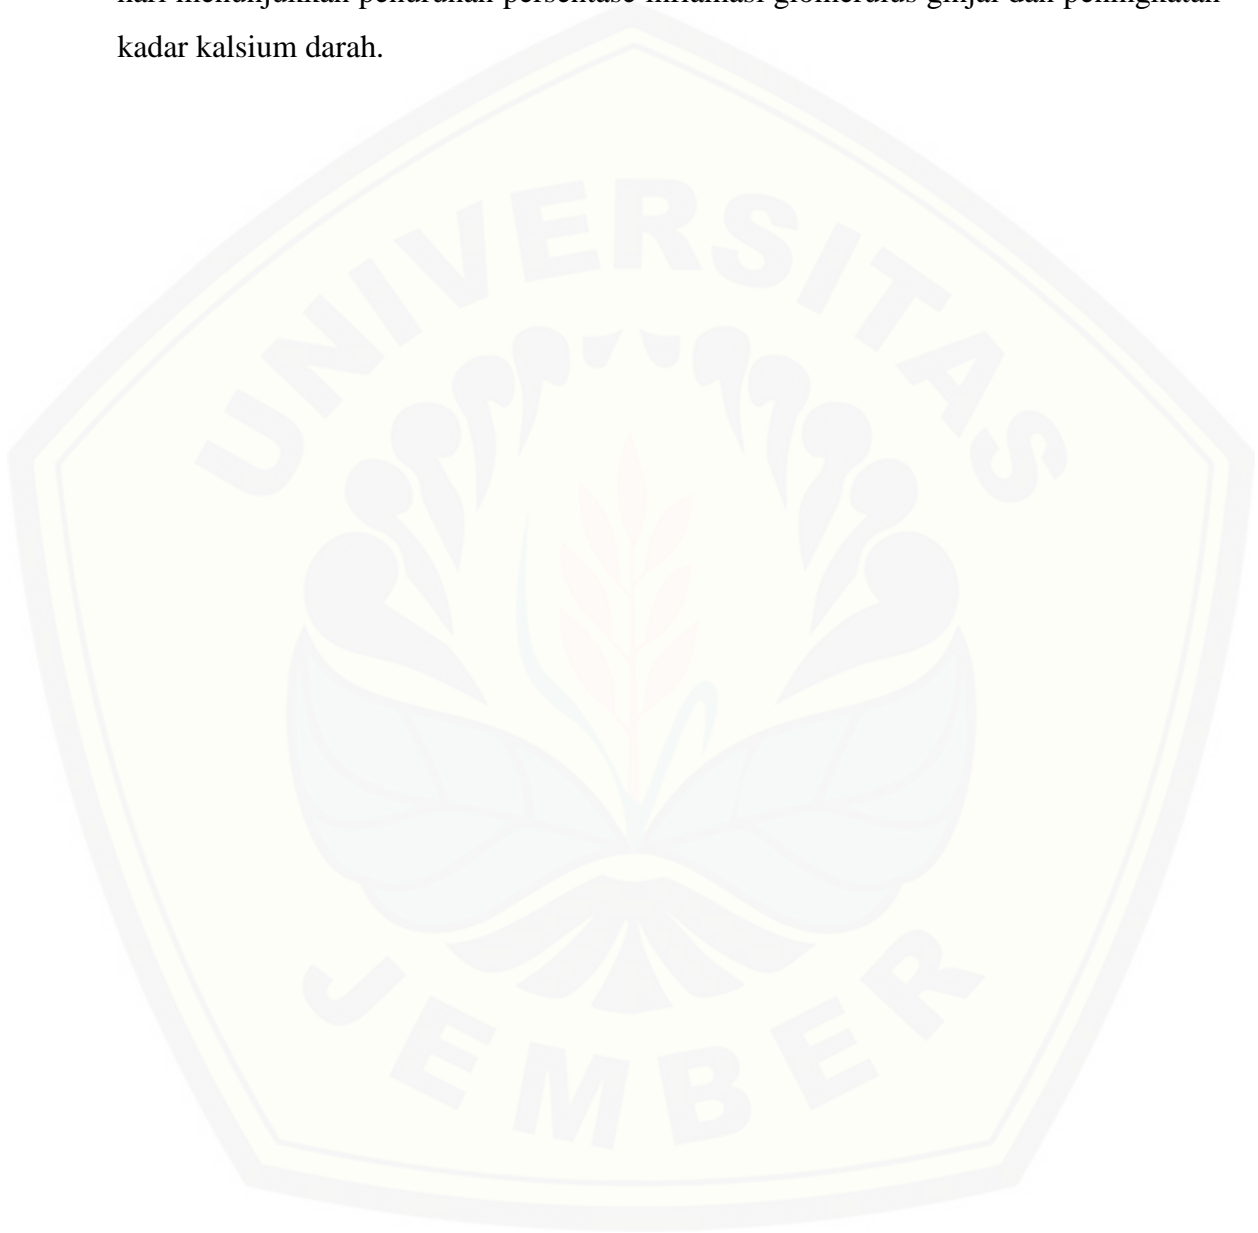 hari menunjukkan penurunan persentase inflamasi glomerulus ginjal dan peningkatan
kadar kalsium darah.
UNIVERSITAS
JEMBER